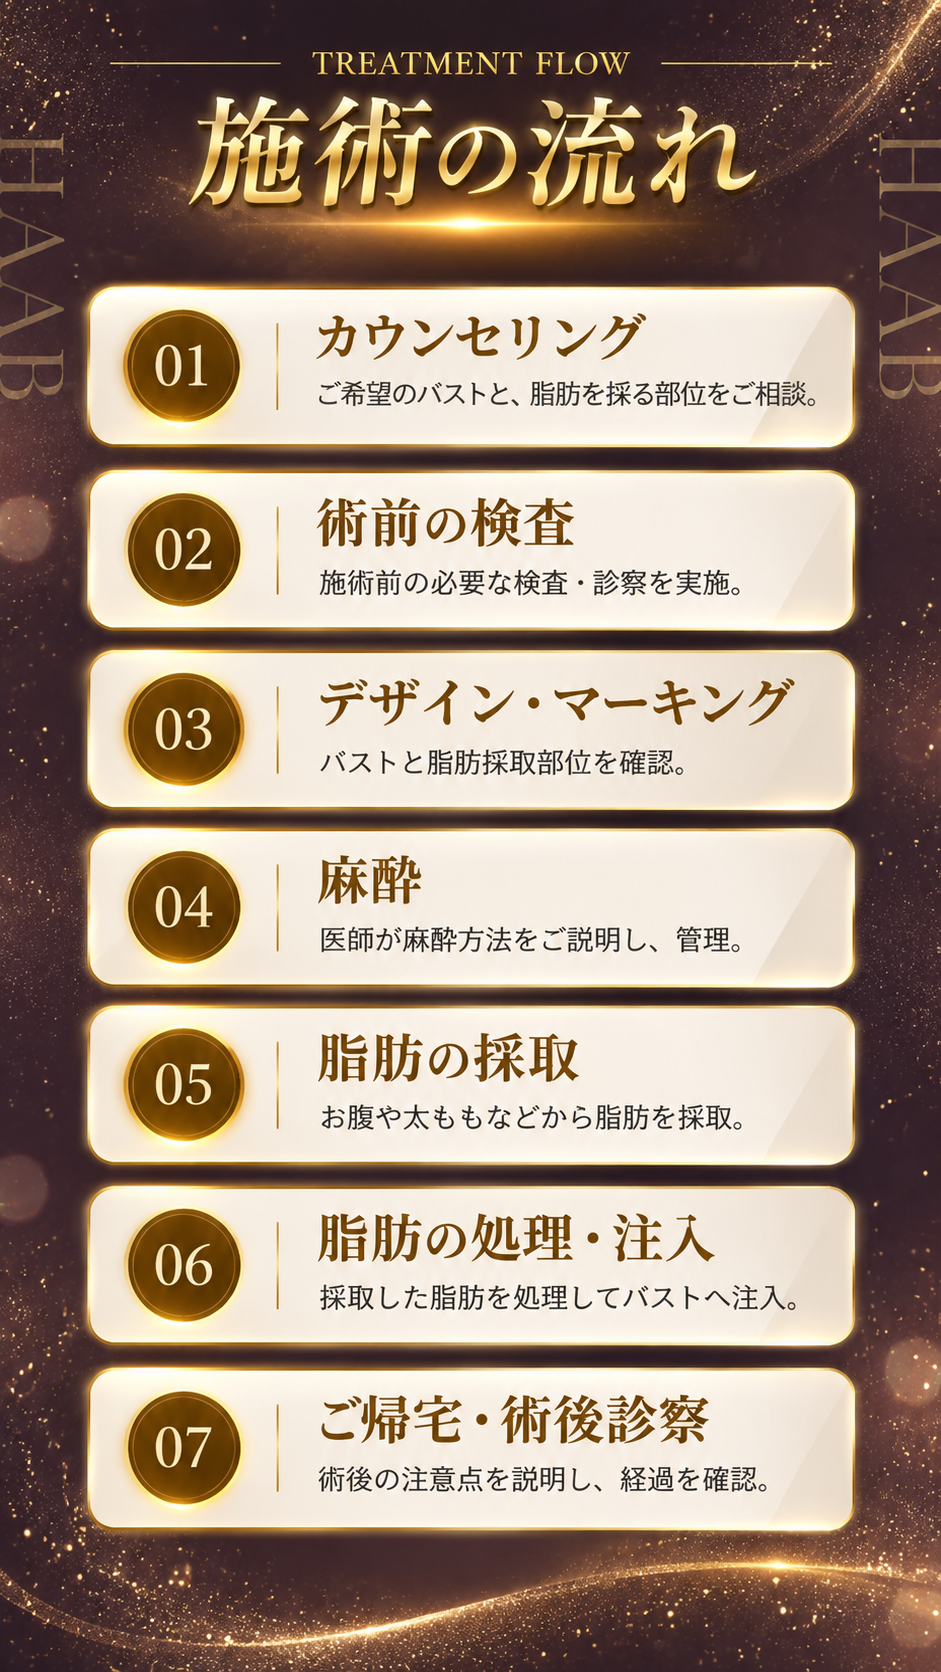 TREATMENT FLOW
施術の流れ
HAAB
HAAB
01
カウンセリング
ご希望のバストと、脂肪を採る部位をご相談。
02
術前の検査
施術前の必要な検査・診察を実施。
03
デザイン・マーキング
バストと脂肪採取部位を確認。
04
麻酔
医師が麻酔方法をご説明し、管理。
05
脂肪の採取
お腹や太ももなどから脂肪を採取。
06
脂肪の処理・注入
採取した脂肪を処理してバストへ注入。
07
ご帰宅・術後診察
術後の注意点を説明し、経過を確認。